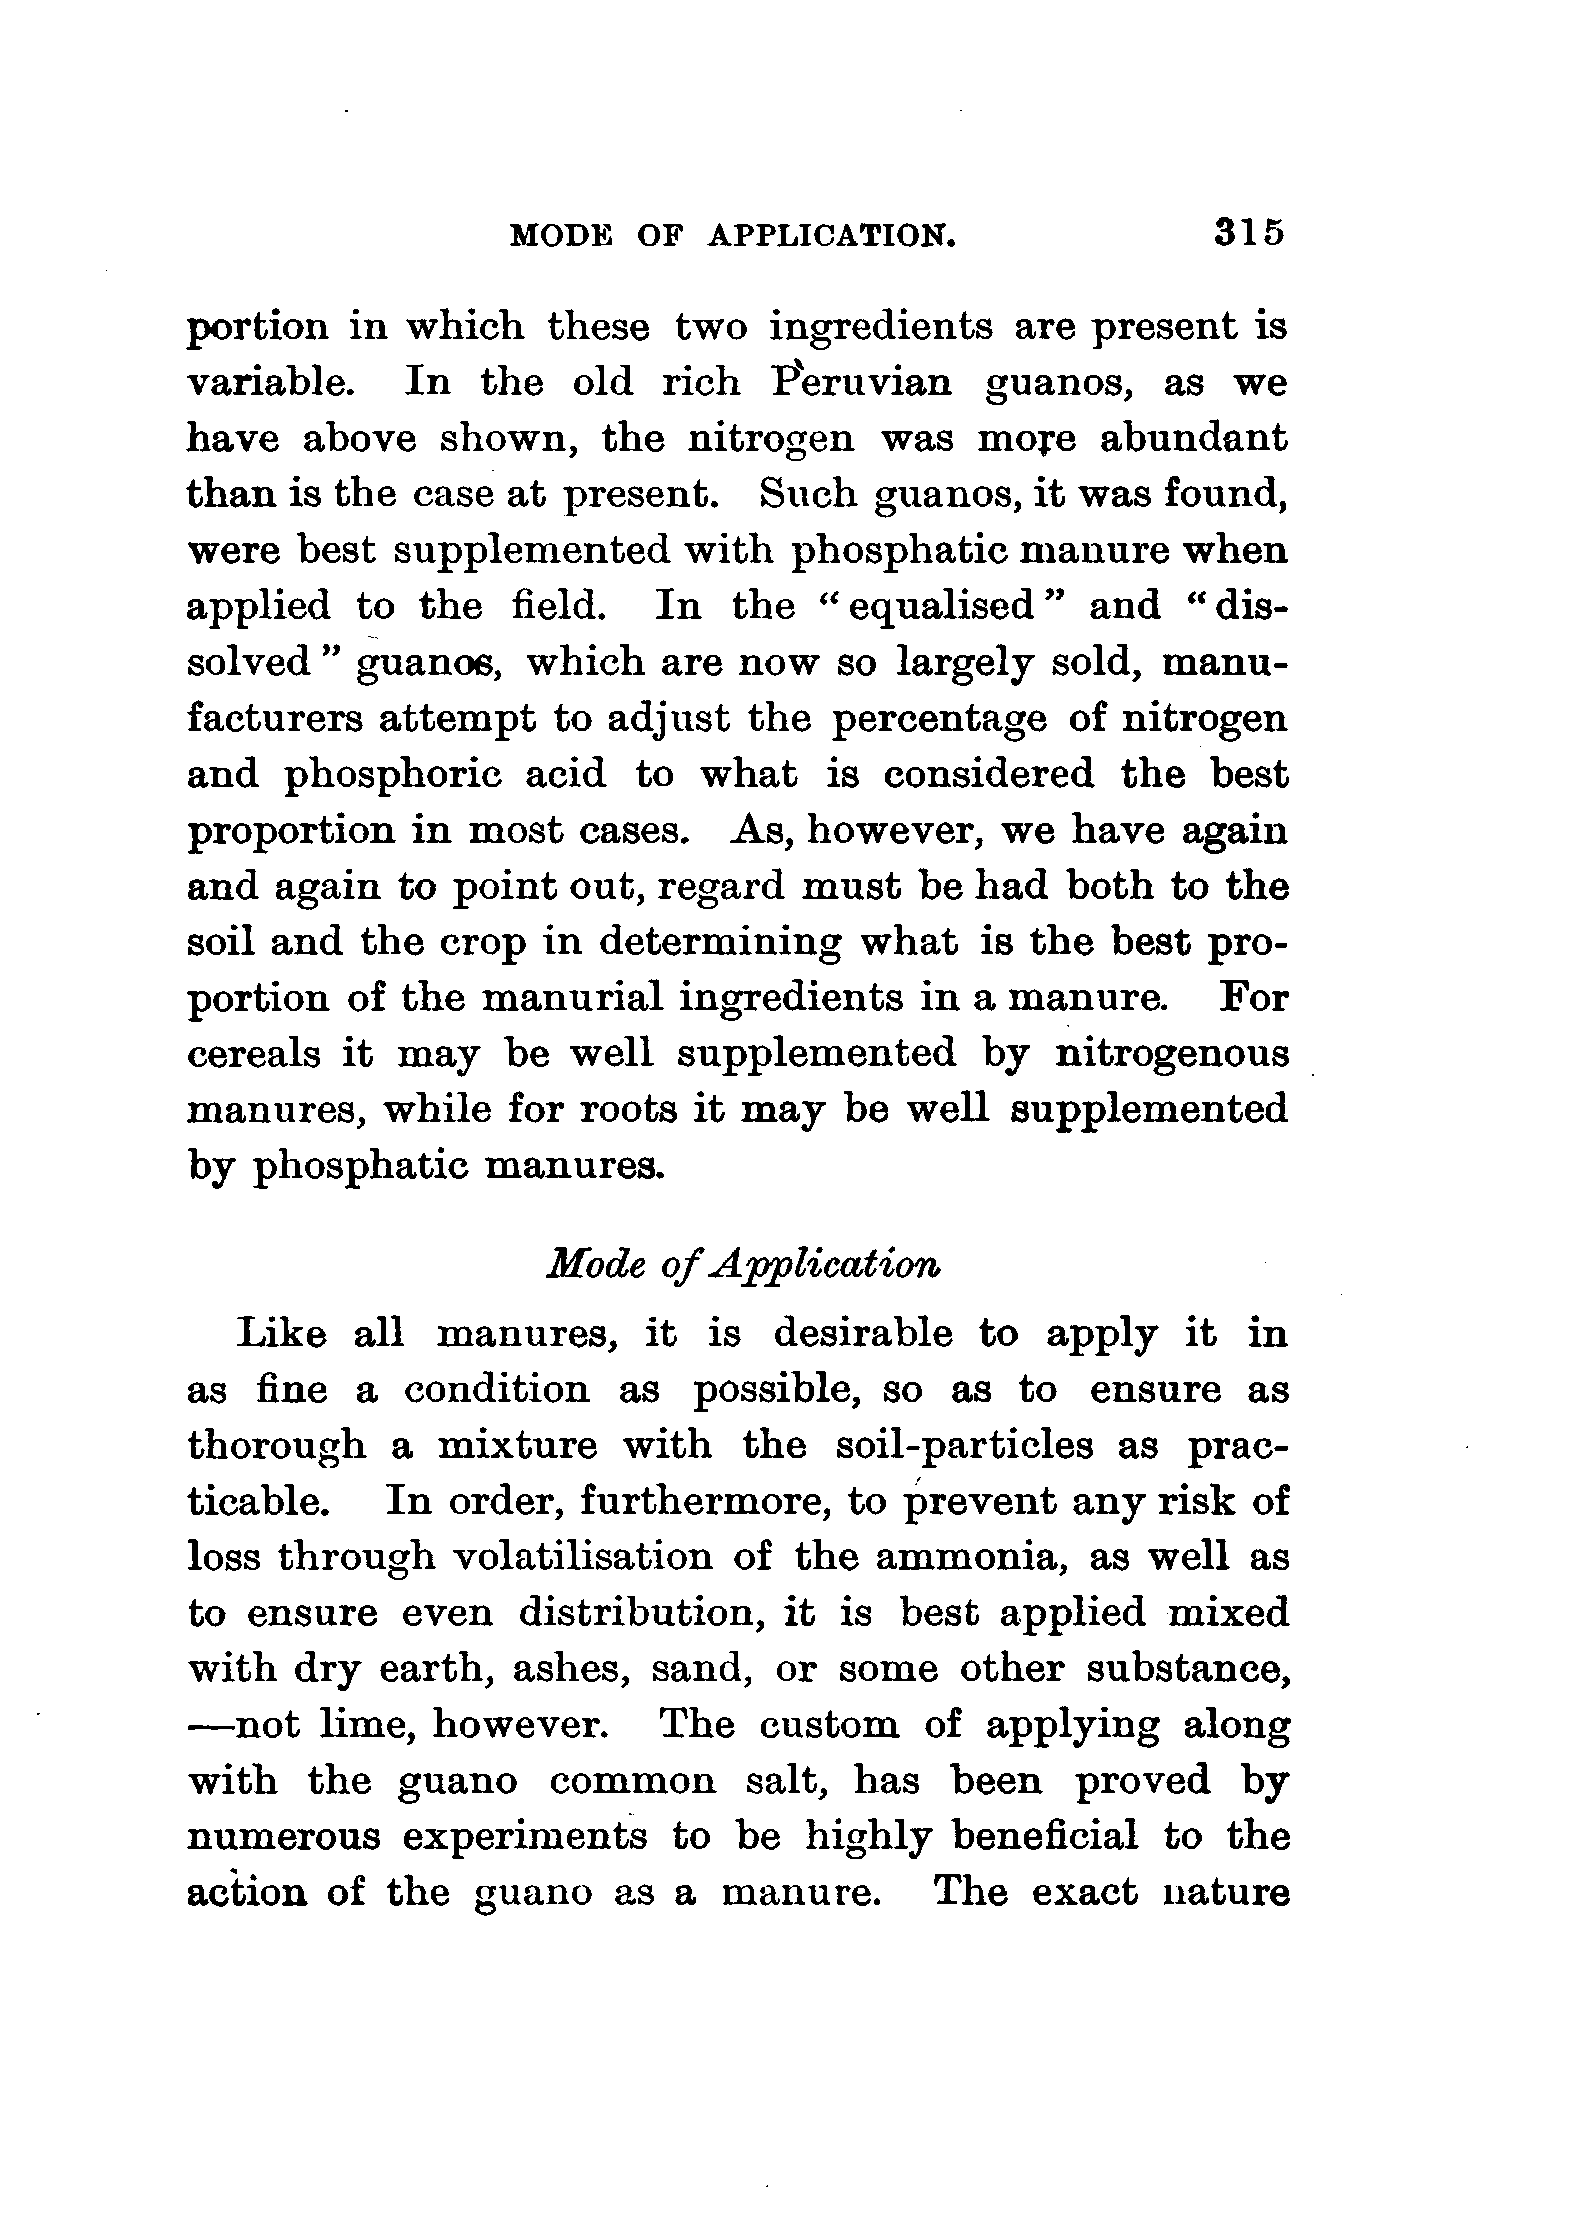 MODE OF APPLICATION. 315
portion in which these two ingredients are present is
variable. In the old rich Peruvian guanos, as we
have above shown, the nitrogen was more abundant
than is the case at present. Such guanos, it was found,
were best supplemented with phosphatic manure when
applied to the field. In the “equalised” and “dis-
solved” guanos, which are now so largely sold, manu-
facturers attempt to adjust the percentage of nitrogen
and phosphoric acid to what is considered the best
proportion in most cases. As, however, we have again
and again to point out, regard must be had both to the
soil and the crop in determining what is the best pro-
portion of the manurial ingredients in a manure. For
cereals it may be well supplemented by nitrogenous
manures, while for roots it may be well supplemented
by phosphatic manures.
Mode of Application
Like all manures, it is desirable to apply it in
as fine a condition as possible, so as to ensure as
thorough a mixture with the soil-particles as prac-
ticable. In order, furthermore, to prevent any risk of
loss through volatilisation of the ammonia, as well as
to ensure even distribution, it is best applied mixed
with dry earth, ashes, sand, or some other substance,
—not lime, however. The custom of applying along
with the guano common salt, has been proved by
numerous experiments to be highly beneficial to the
action of the guano as a manure. The exact nature